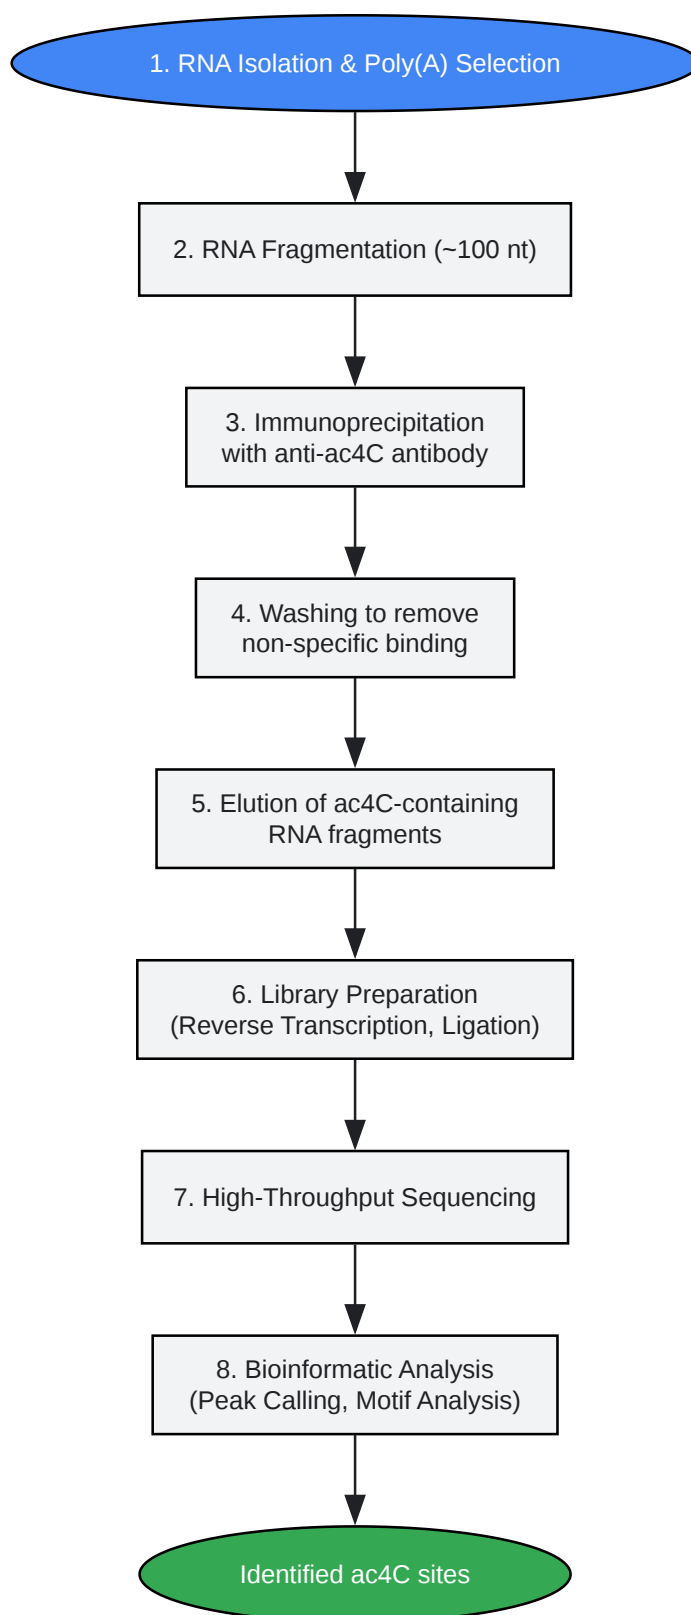 1. RNA Isolation & Poly(A) Selection
2. RNA Fragmentation (~100 nt)
3. Immunoprecipitation
with anti-ac4C antibody
4. Washing to remove
non-specific binding
5. Elution of ac4C-containing
RNA fragments
6. Library Preparation
(Reverse Transcription, Ligation)
7. High-Throughput Sequencing
8. Bioinformatic Analysis
(Peak Calling, Motif Analysis)
Identified ac4C sites